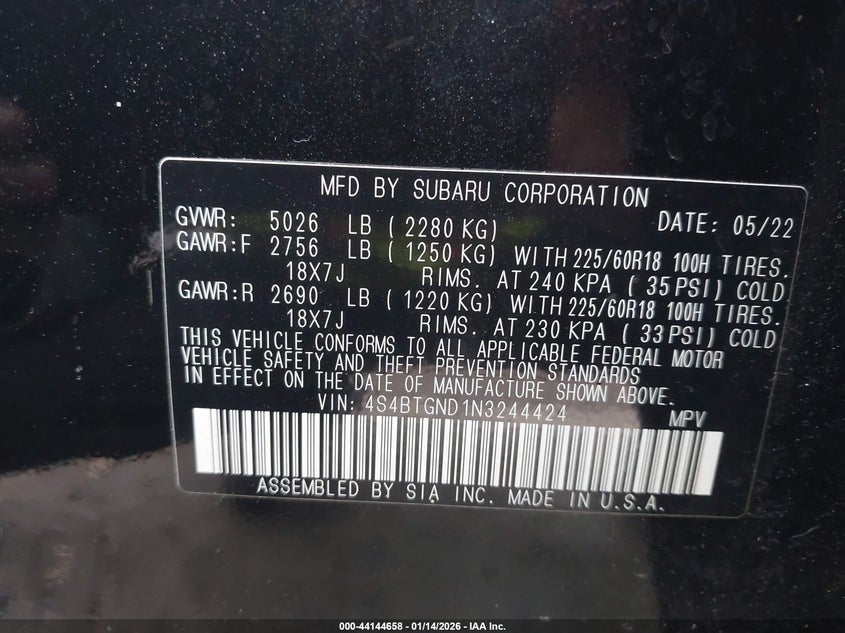 MFD BY SUBARU CORPORATION
GVWR: 5026 LB ( 2280 KG) DATE: 05/22
GAWR:F 2756 LB ( 1250 KG) WITH 225/60R18 100H TIRES.
18X7J RIMS. AT 240 KPA ( 35 PSI) COLD
GAWR:R 2690 LB ( 1220 KG) WITH 225/60R18 100H TIRES.
18X7J RIMS. AT 230 KPA ( 33 PSI) COLD
THIS VEHICLE CONFORMS TO ALL APPLICABLE FEDERAL MOTOR
VEHICLE SAFETY AND THEFT PREVENTION STANDARDS
IN EFFECT ON THE DATE OF MANUFACTURE SHOWN ABOVE.
VIN: 4S4BTGND1N3244424 MPV
ASSEMBLED BY SIA INC. MADE IN U.S.A.
000-44144658 - 01/14/2026 - IAA Inc.